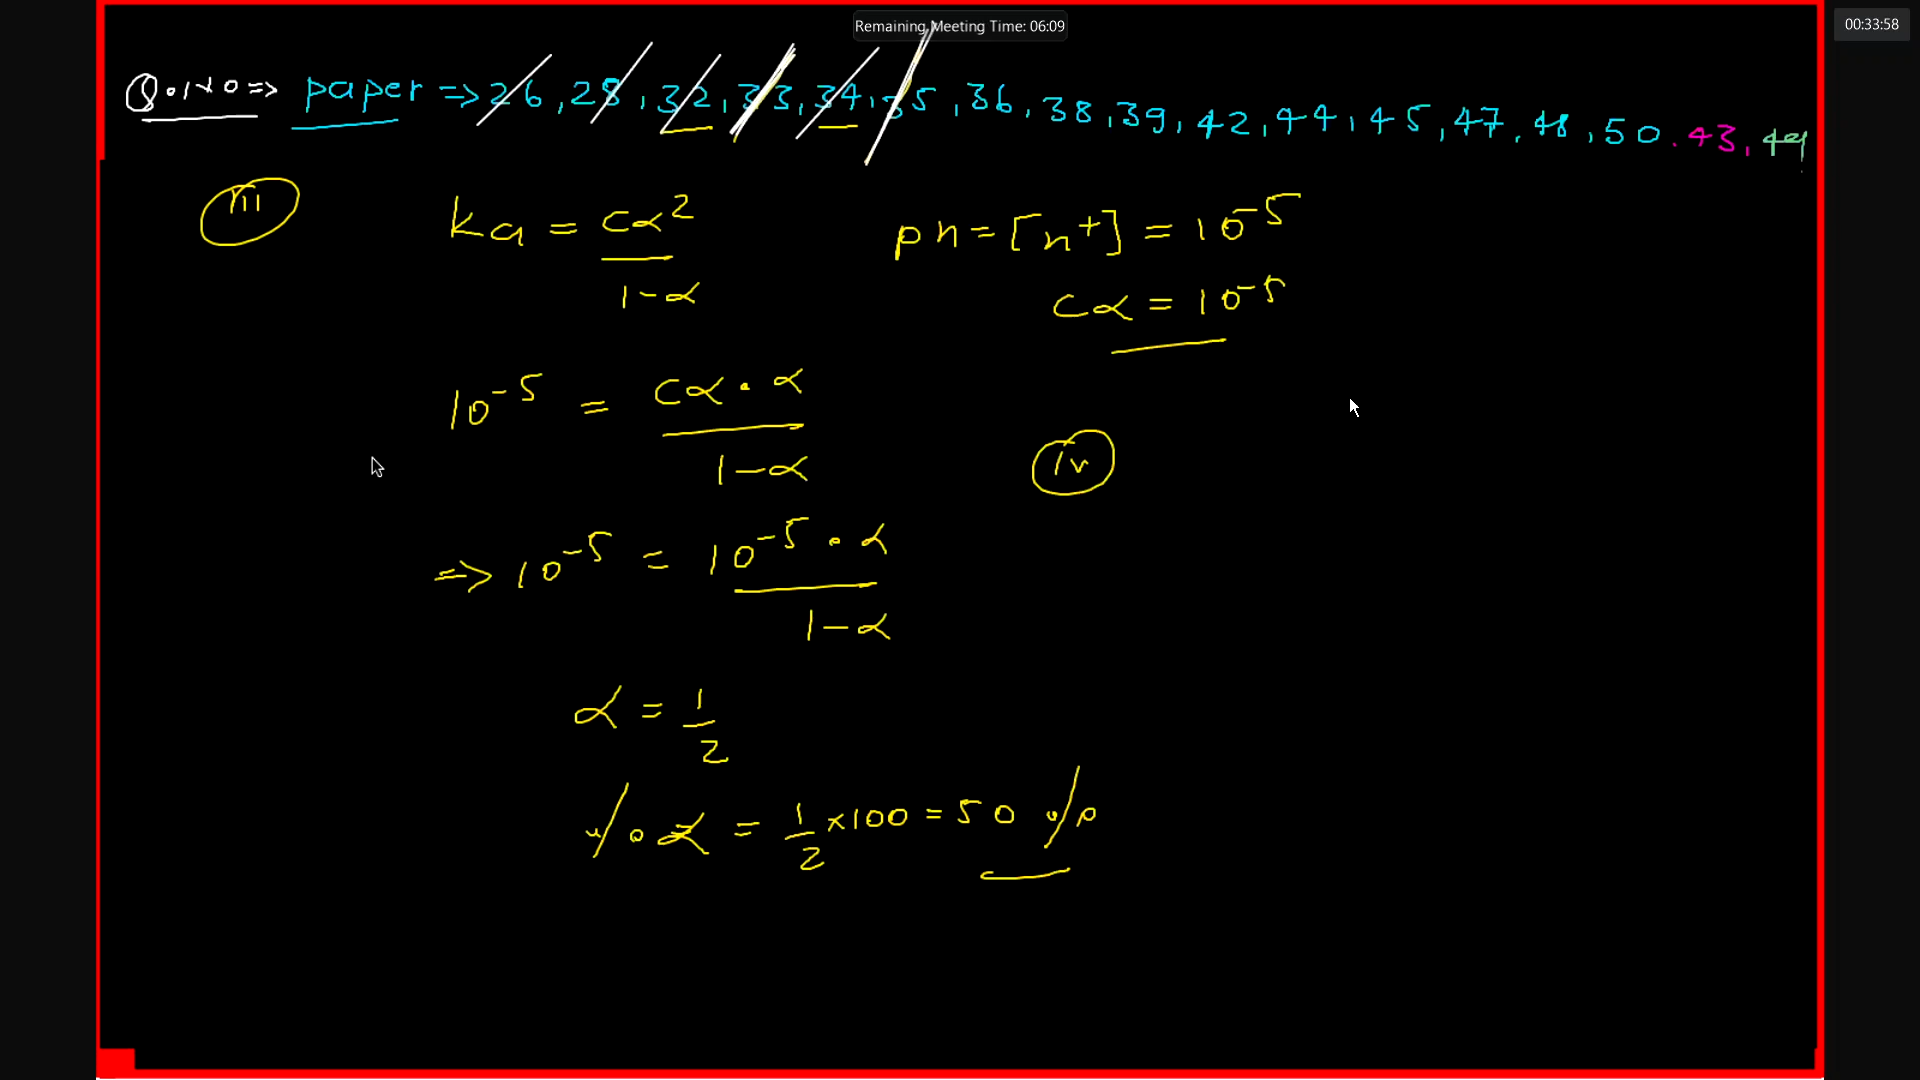 Remaining Meeting Time: 06:09
00:33:58
Q.No => paper => 26, 28, 32, 33, 34, 35, 36, 38, 39, 42, 44, 45, 47, 48, 50. 43, 49
iii
ka = cα² / 1-α
pH = [H+] = 10^-5
cα = 10^-5
10^-5 = cα . α / 1-α
iv
=> 10^-5 = 10^-5 . α / 1-α
α = 1/2
% α = 1/2 x 100 = 50 %